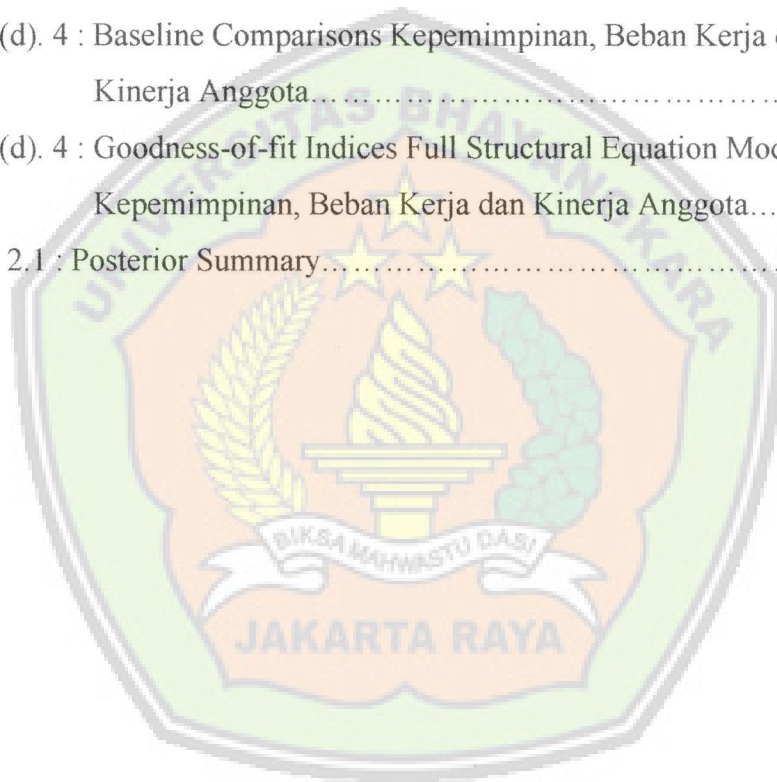 (d). 4 : Baseline Comparisons Kepemimpinan, Beban Kerja
Kinerja Anggota....................................
(d). 4 : Goodness-of-fit Indices Full Structural Equation
Kepemimpinan, Beban Kerja dan Kinerja Anggota...
2.1 : Posterior Summary....................................
UNIVERSITAS BHAYANGKARA
BIKSA MAHWASTU DASI
JAKARTA RAYA